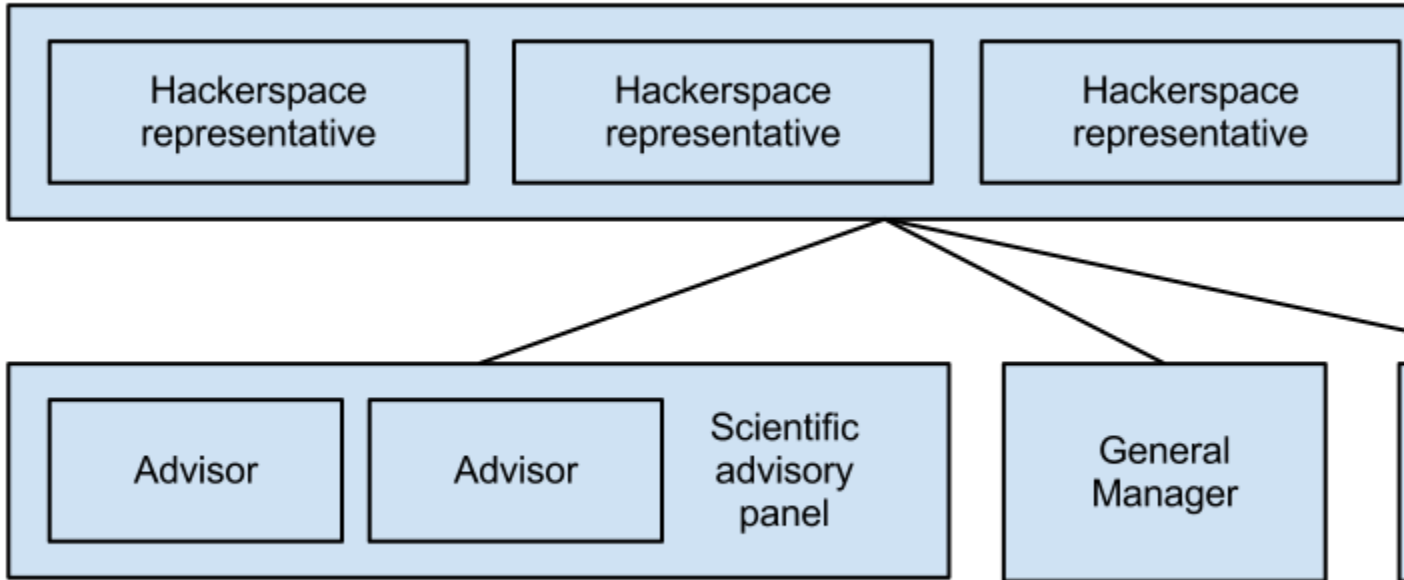 Hackerspace
representative
Hackerspace
representative
Hackerspace
representative
Advisor
Advisor
Scientific
advisory
panel
General
Manager